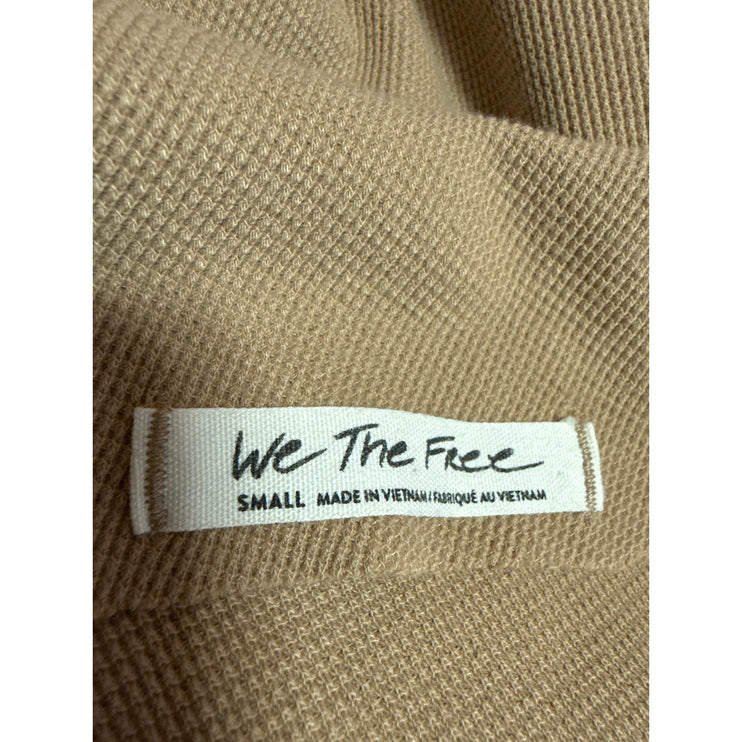 We The Free
SMALL MADE IN VIETNAM / FABRIQUÉ AU VIETNAM